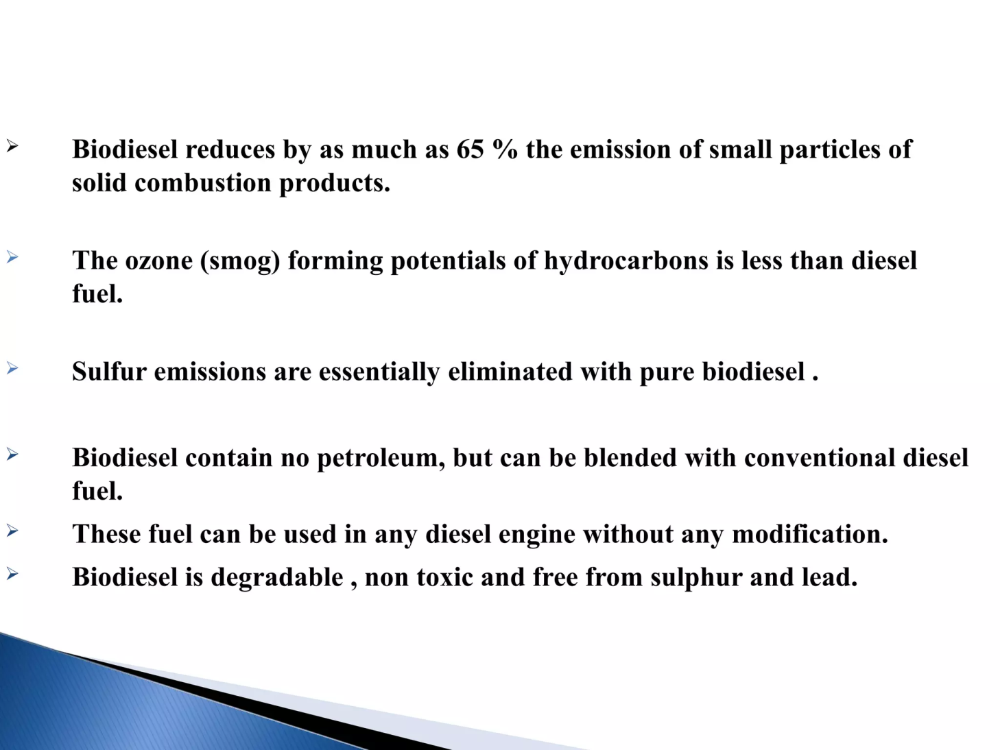 Biodiesel reduces by as much as 65 % the emission of small particles of
solid combustion products.
The ozone (smog) forming potentials of hydrocarbons is less than diesel
fuel.
Sulfur emissions are essentially eliminated with pure biodiesel .
Biodiesel contain no petroleum, but can be blended with conventional diesel
fuel.
These fuel can be used in any diesel engine without any modification.
Biodiesel is degradable , non toxic and free from sulphur and lead.